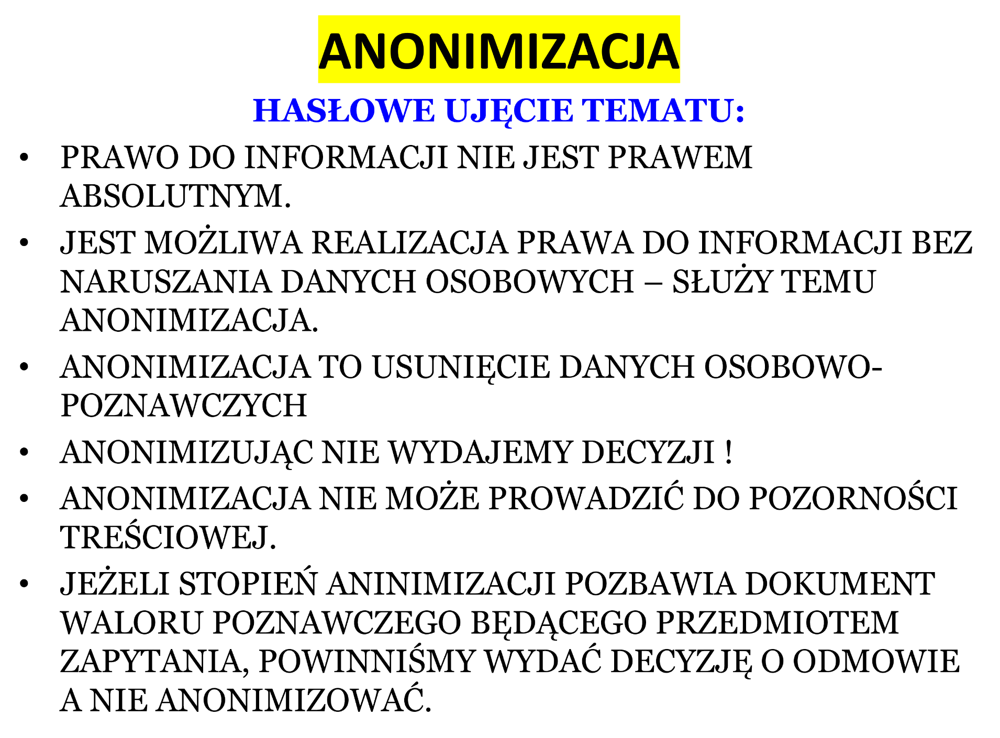 ANONIMIZACJA
HASŁOWE UJĘCIE TEMATU:
• PRAWO DO INFORMACJI NIE JEST PRAWEM
ABSOLUTNYM.
• JEST MOŻLIWA REALIZACJA PRAWA DO INFORMACJI BEZ
NARUSZANIA DANYCH OSOBOWYCH – SŁUŻY TEMU
ANONIMIZACJA.
• ANONIMIZACJA TO USUNIĘCIE DANYCH OSOBOWO-
POZNAWCZYCH
• ANONIMIZUJĄC NIE WYDAJEMY DECYZJI !
• ANONIMIZACJA NIE MOŻE PROWADZIĆ DO POZORNOŚCI
TREŚCIOWEJ.
• JEŻELI STOPIEŃ ANINIMIZACJI POZBAWIA DOKUMENT
WALORU POZNAWCZEGO BĘDĄCEGO PRZEDMIOTEM
ZAPYTANIA, POWINNIŚMY WYDAĆ DECYZJĘ O ODMOWIE
A NIE ANONIMIZOWAĆ.